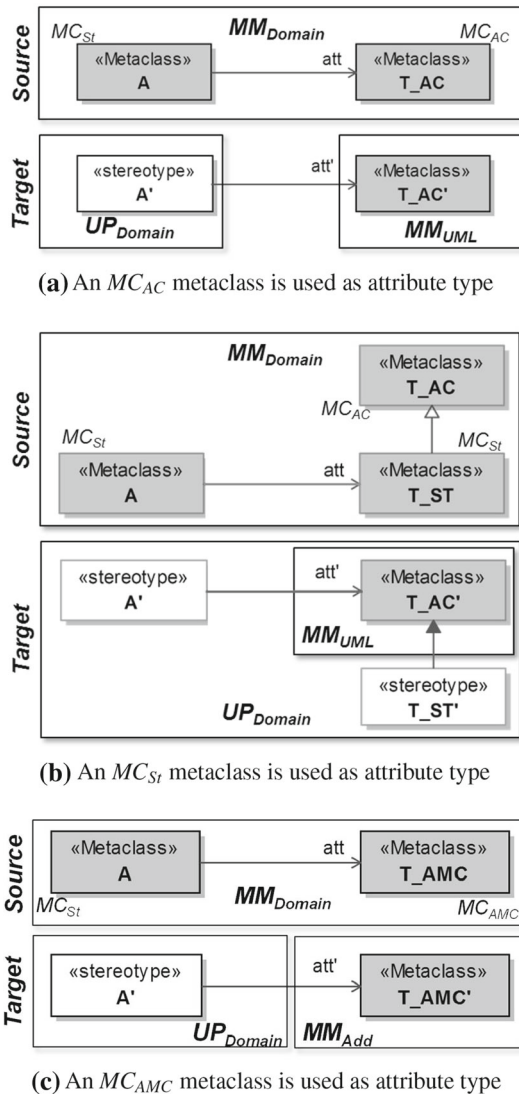 Source
MC_St
MM_Domain
MC_AC
«Metaclass»
A
att
«Metaclass»
T_AC
Target
«stereotype»
A'
att'
«Metaclass»
T_AC'
UP_Domain
MM_UML
(a) An MC_AC metaclass is used as attribute type
Source
MM_Domain
«Metaclass»
T_AC
MC_AC
MC_St
MC_St
«Metaclass»
A
att
«Metaclass»
T_ST
Target
«stereotype»
A'
att'
«Metaclass»
T_AC'
MM_UML
«stereotype»
T_ST'
UP_Domain
(b) An MC_St metaclass is used as attribute type
Source
«Metaclass»
A
att
«Metaclass»
T_AMC
MC_St
MM_Domain
MC_AMC
Target
«stereotype»
A'
att'
«Metaclass»
T_AMC'
UP_Domain
MM_Add
(c) An MC_AMC metaclass is used as attribute type